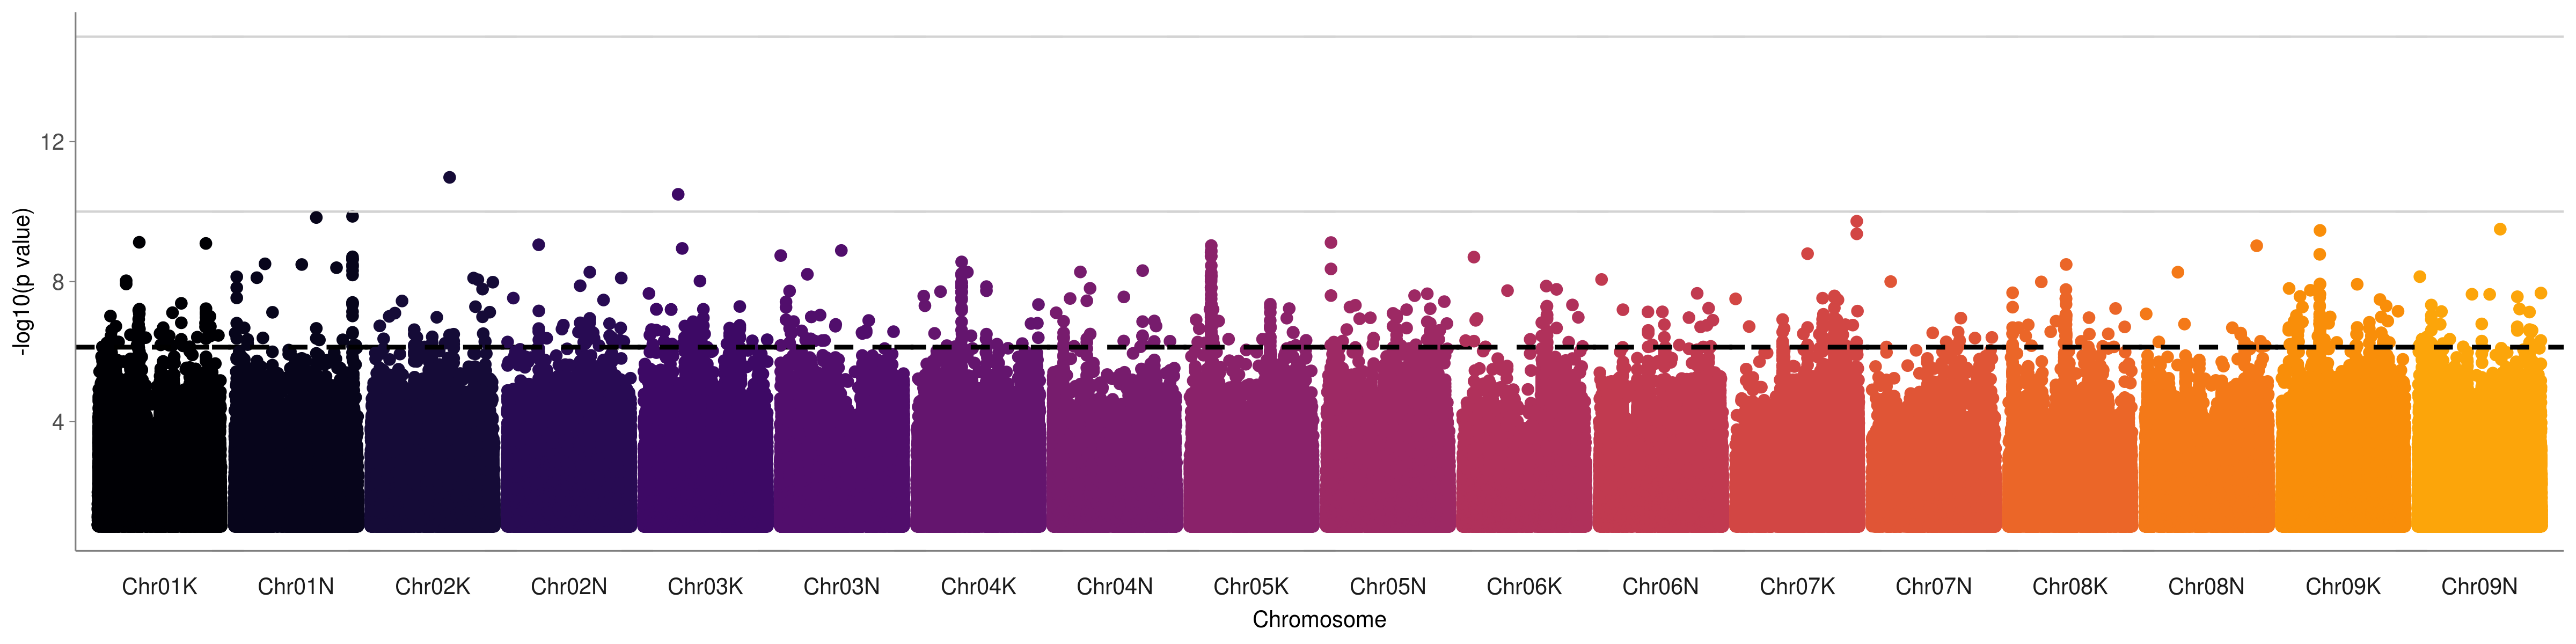 -log10(p value)
12
8
4
Chr01K Chr01N Chr02K Chr02N Chr03K Chr03N Chr04K Chr04N Chr05K Chr05N Chr06K Chr06N Chr07K Chr07N Chr08K Chr08N Chr09K Chr09N
Chromosome